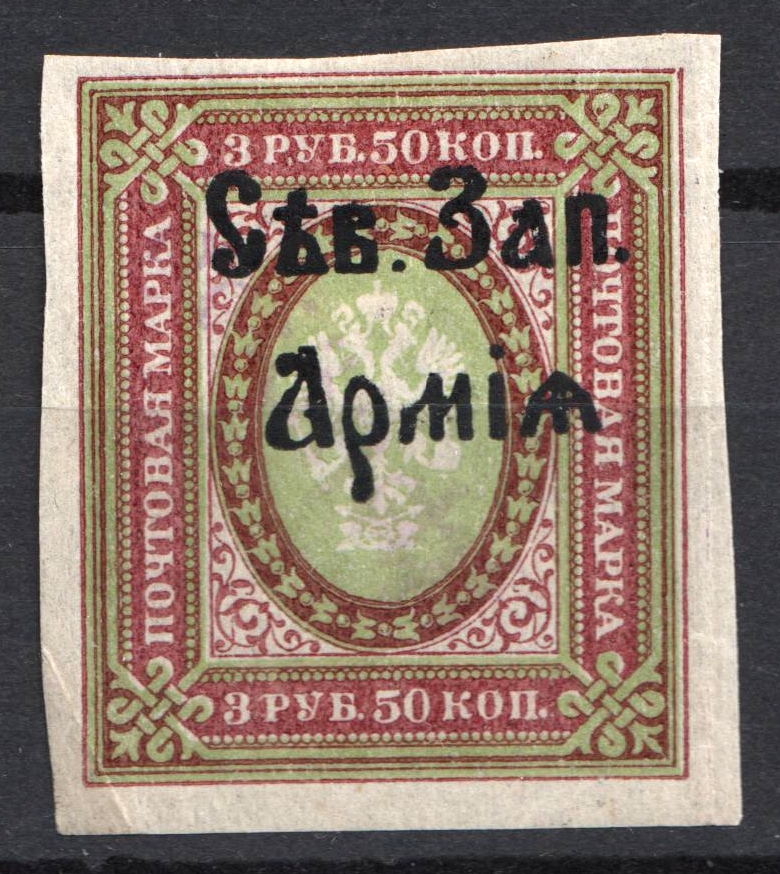 3 РУБ. 50 КОП.
Сѣв. Зап.
Армія
ПОЧТОВАЯ МАРКА
ПОЧТОВАЯ МАРКА
3 РУБ. 50 КОП.